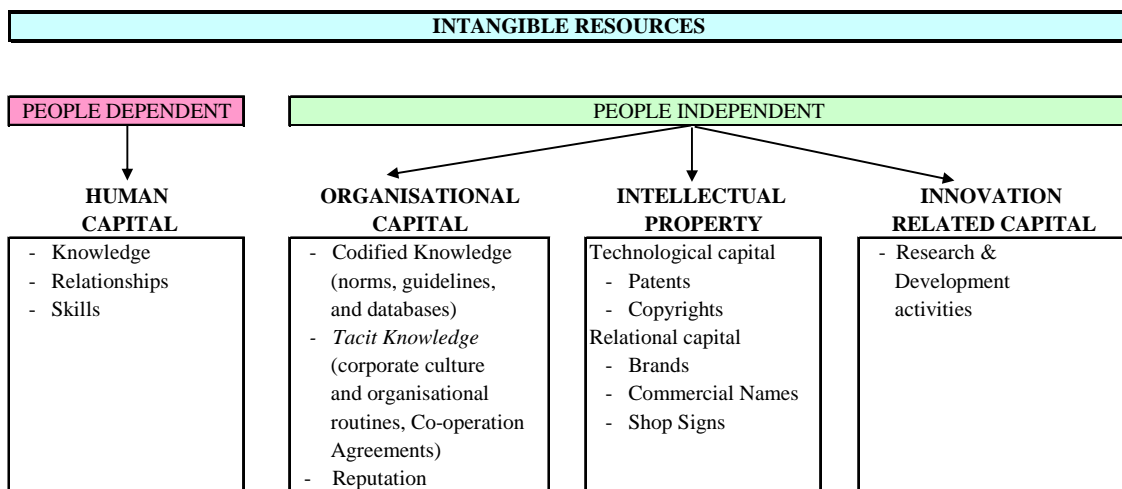 INTANGIBLE RESOURCES
PEOPLE DEPENDENT
PEOPLE INDEPENDENT
HUMAN
CAPITAL
- Knowledge
- Relationships
- Skills
ORGANISATIONAL
CAPITAL
- Codified Knowledge
(norms, guidelines,
and databases)
- Tacit Knowledge
(corporate culture
and organisational
routines, Co-operation
Agreements)
- Reputation
INTELLECTUAL
PROPERTY
Technological capital
- Patents
- Copyrights
Relational capital
- Brands
- Commercial Names
- Shop Signs
INNOVATION
RELATED CAPITAL
- Research &
Development
activities